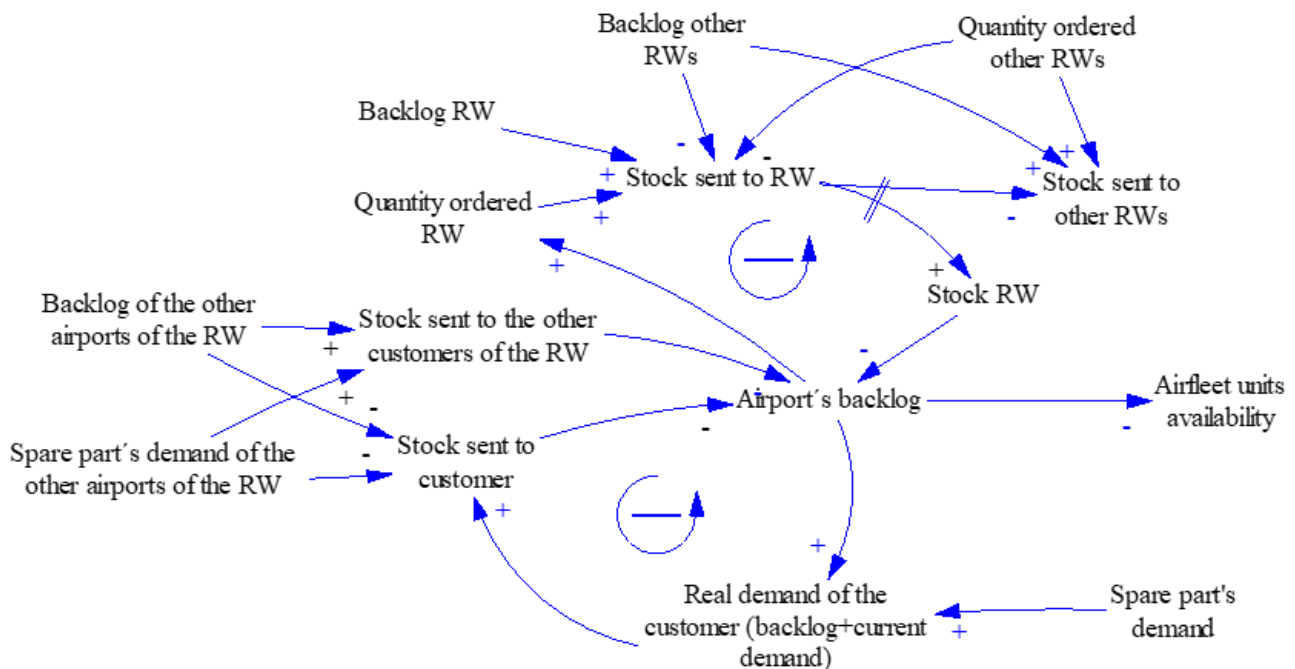 Backlog other
RWs
Quantity ordered
other RWs
Backlog RW
-
-
+
+
Stock sent to RW
+
Stock sent to
other RWs
-
Quantity ordered
RW
+
+
+
Stock RW
Backlog of the other
airports of the RW
Stock sent to the other
customers of the RW
+
+
-
-
Airport´s backlog
-
Airfleet units
availability
-
-
Spare part´s demand of the
other airports of the RW
-
Stock sent to
customer
+
+
Real demand of the
customer (backlog+current
demand)
+
Spare part's
demand